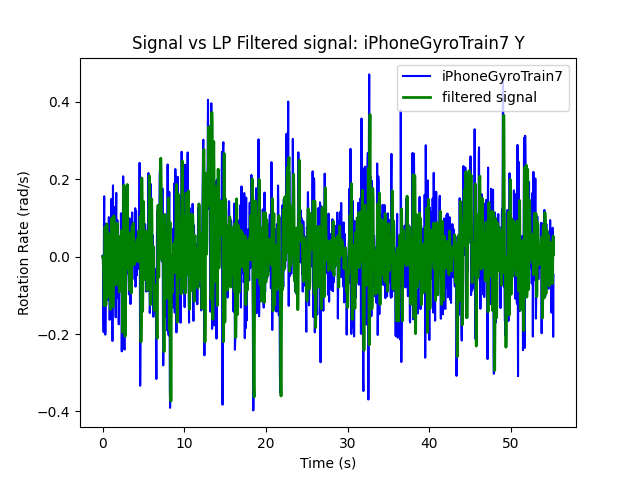 Signal vs LP Filtered signal: iPhoneGyroTrain7 Y
iPhoneGyroTrain7
filtered signal
Rotation Rate (rad/s)
0.4
0.2
0.0
−0.2
−0.4
0 10 20 30 40 50
Time (s)